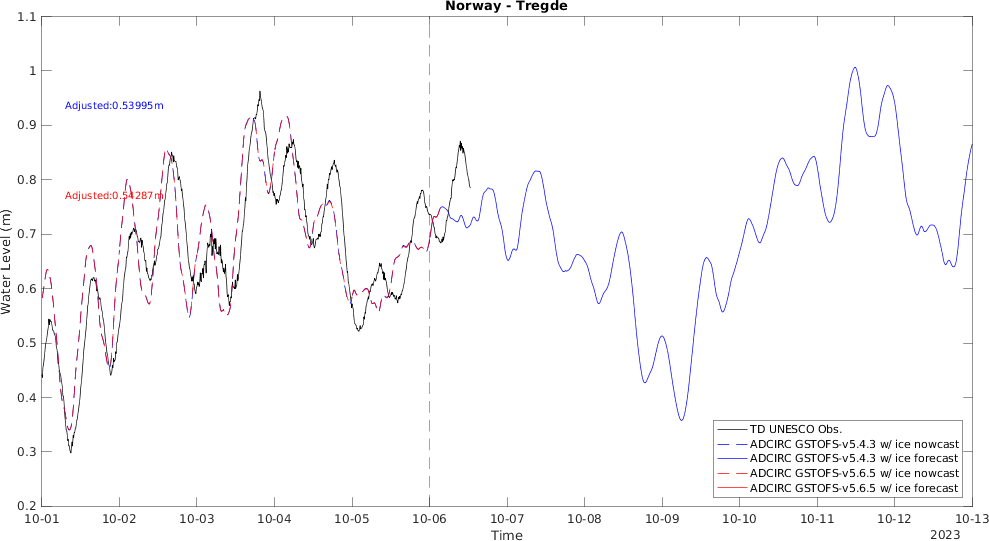 Norway - Tregde
1.1
1
0.9
0.8
0.7
0.6
0.5
0.4
0.3
0.2
Water Level (m)
Adjusted:0.53995m
Adjusted:0.54287m
TD UNESCO Obs.
ADCIRC GSTOFS-v5.4.3 w/ ice nowcast
ADCIRC GSTOFS-v5.4.3 w/ ice forecast
ADCIRC GSTOFS-v5.6.5 w/ ice nowcast
ADCIRC GSTOFS-v5.6.5 w/ ice forecast
10-01 10-02 10-03 10-04 10-05 10-06 10-07 10-08 10-09 10-10 10-11 10-12 10-13
Time
2023